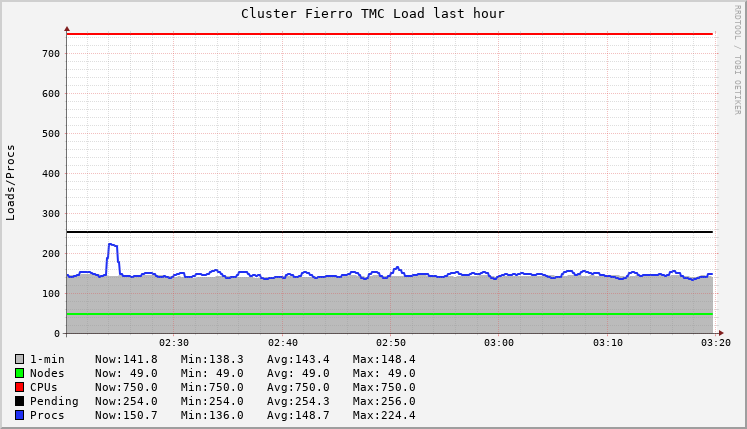 Cluster Fierro TMC Load last hour
RRDTOOL / TOBI OETIKER
Loads/Procs
700
600
500
400
300
200
100
0
02:30 02:40 02:50 03:00 03:10 03:20
1-min Now:141.8 Min:138.3 Avg:143.4 Max:148.4
Nodes Now: 49.0 Min: 49.0 Avg: 49.0 Max: 49.0
CPUs Now:750.0 Min:750.0 Avg:750.0 Max:750.0
Pending Now:254.0 Min:254.0 Avg:254.3 Max:256.0
Procs Now:150.7 Min:136.0 Avg:148.7 Max:224.4